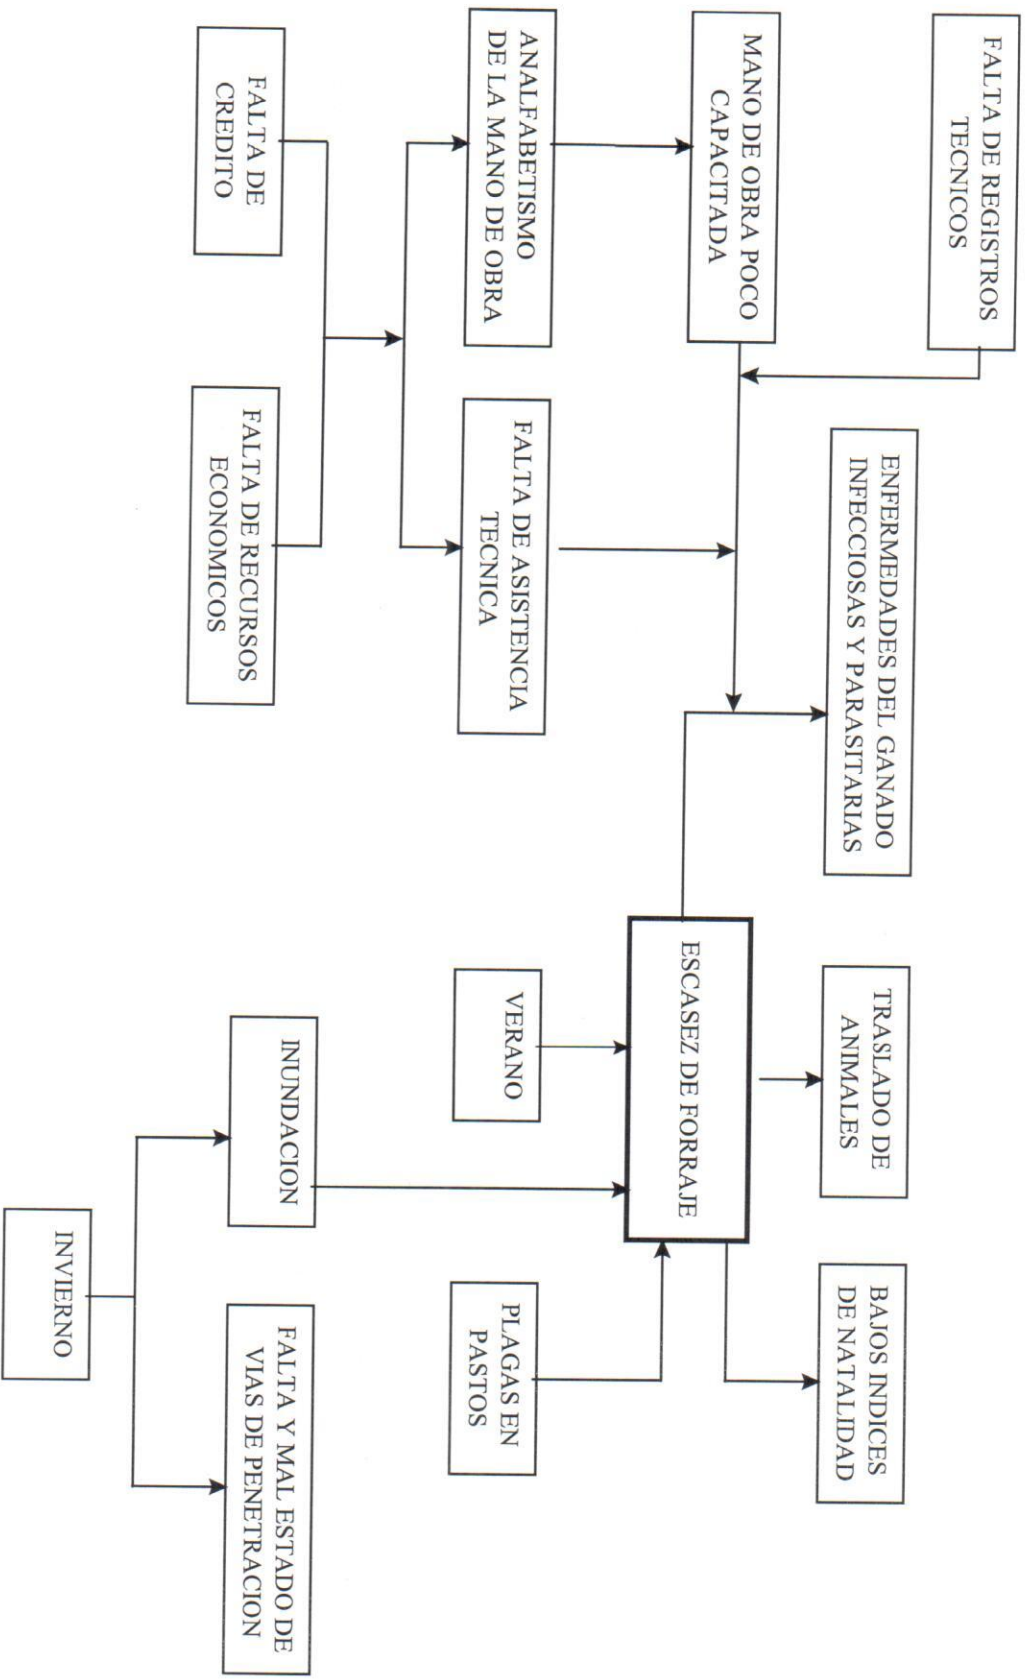 FALTA DE REGISTROS
TECNICOS
ENFERMEDADES DEL GANADO
INFECCIOSAS Y PARASITARIAS
TRASLADO DE
ANIMALES
BAJOS INDICES
DE NATALIDAD
MANO DE OBRA POCO
CAPACITADA
ESCASEZ DE FORRAJE
ANALFABETISMO
DE LA MANO DE OBRA
FALTA DE ASISTENCIA
TECNICA
VERANO
PLAGAS EN
PASTOS
FALTA DE
CREDITO
FALTA DE RECURSOS
ECONOMICOS
INUNDACION
FALTA Y MAL ESTADO DE
VIAS DE PENETRACION
INVIERNO